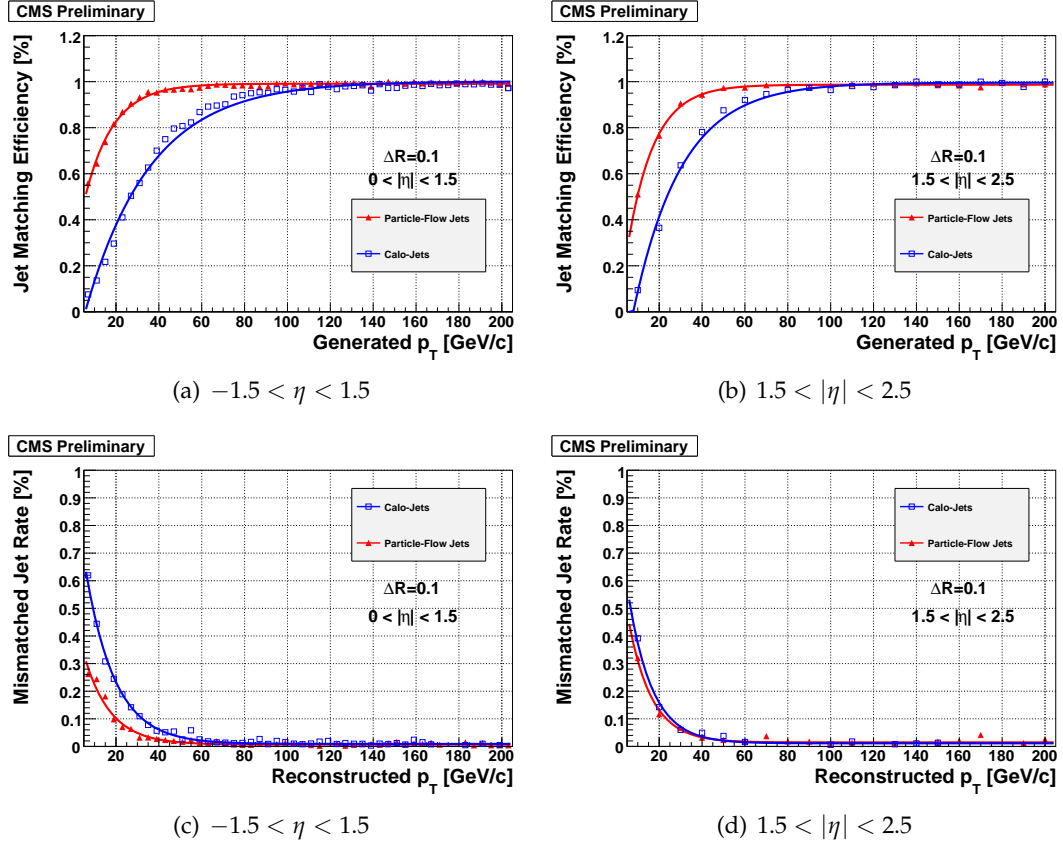 CMS Preliminary
Jet Matching Efficiency [%]
1.2
1
0.8
0.6
0.4
0.2
0
ΔR=0.1
0 < |η| < 1.5
Particle-Flow Jets
Calo-Jets
20 40 60 80 100 120 140 160 180 200
Generated p_T [GeV/c]
(a) −1.5 < η < 1.5
CMS Preliminary
Jet Matching Efficiency [%]
1.2
1
0.8
0.6
0.4
0.2
0
ΔR=0.1
1.5 < |η| < 2.5
Particle-Flow Jets
Calo-Jets
20 40 60 80 100 120 140 160 180 200
Generated p_T [GeV/c]
(b) 1.5 < |η| < 2.5
CMS Preliminary
Mismatched Jet Rate [%]
1
0.9
0.8
0.7
0.6
0.5
0.4
0.3
0.2
0.1
0
Calo-Jets
Particle-Flow Jets
ΔR=0.1
0 < |η| < 1.5
20 40 60 80 100 120 140 160 180 200
Reconstructed p_T [GeV/c]
(c) −1.5 < η < 1.5
CMS Preliminary
Mismatched Jet Rate [%]
1
0.9
0.8
0.7
0.6
0.5
0.4
0.3
0.2
0.1
0
Calo-Jets
Particle-Flow Jets
ΔR=0.1
1.5 < |η| < 2.5
20 40 60 80 100 120 140 160 180 200
Reconstructed p_T [GeV/c]
(d) 1.5 < |η| < 2.5